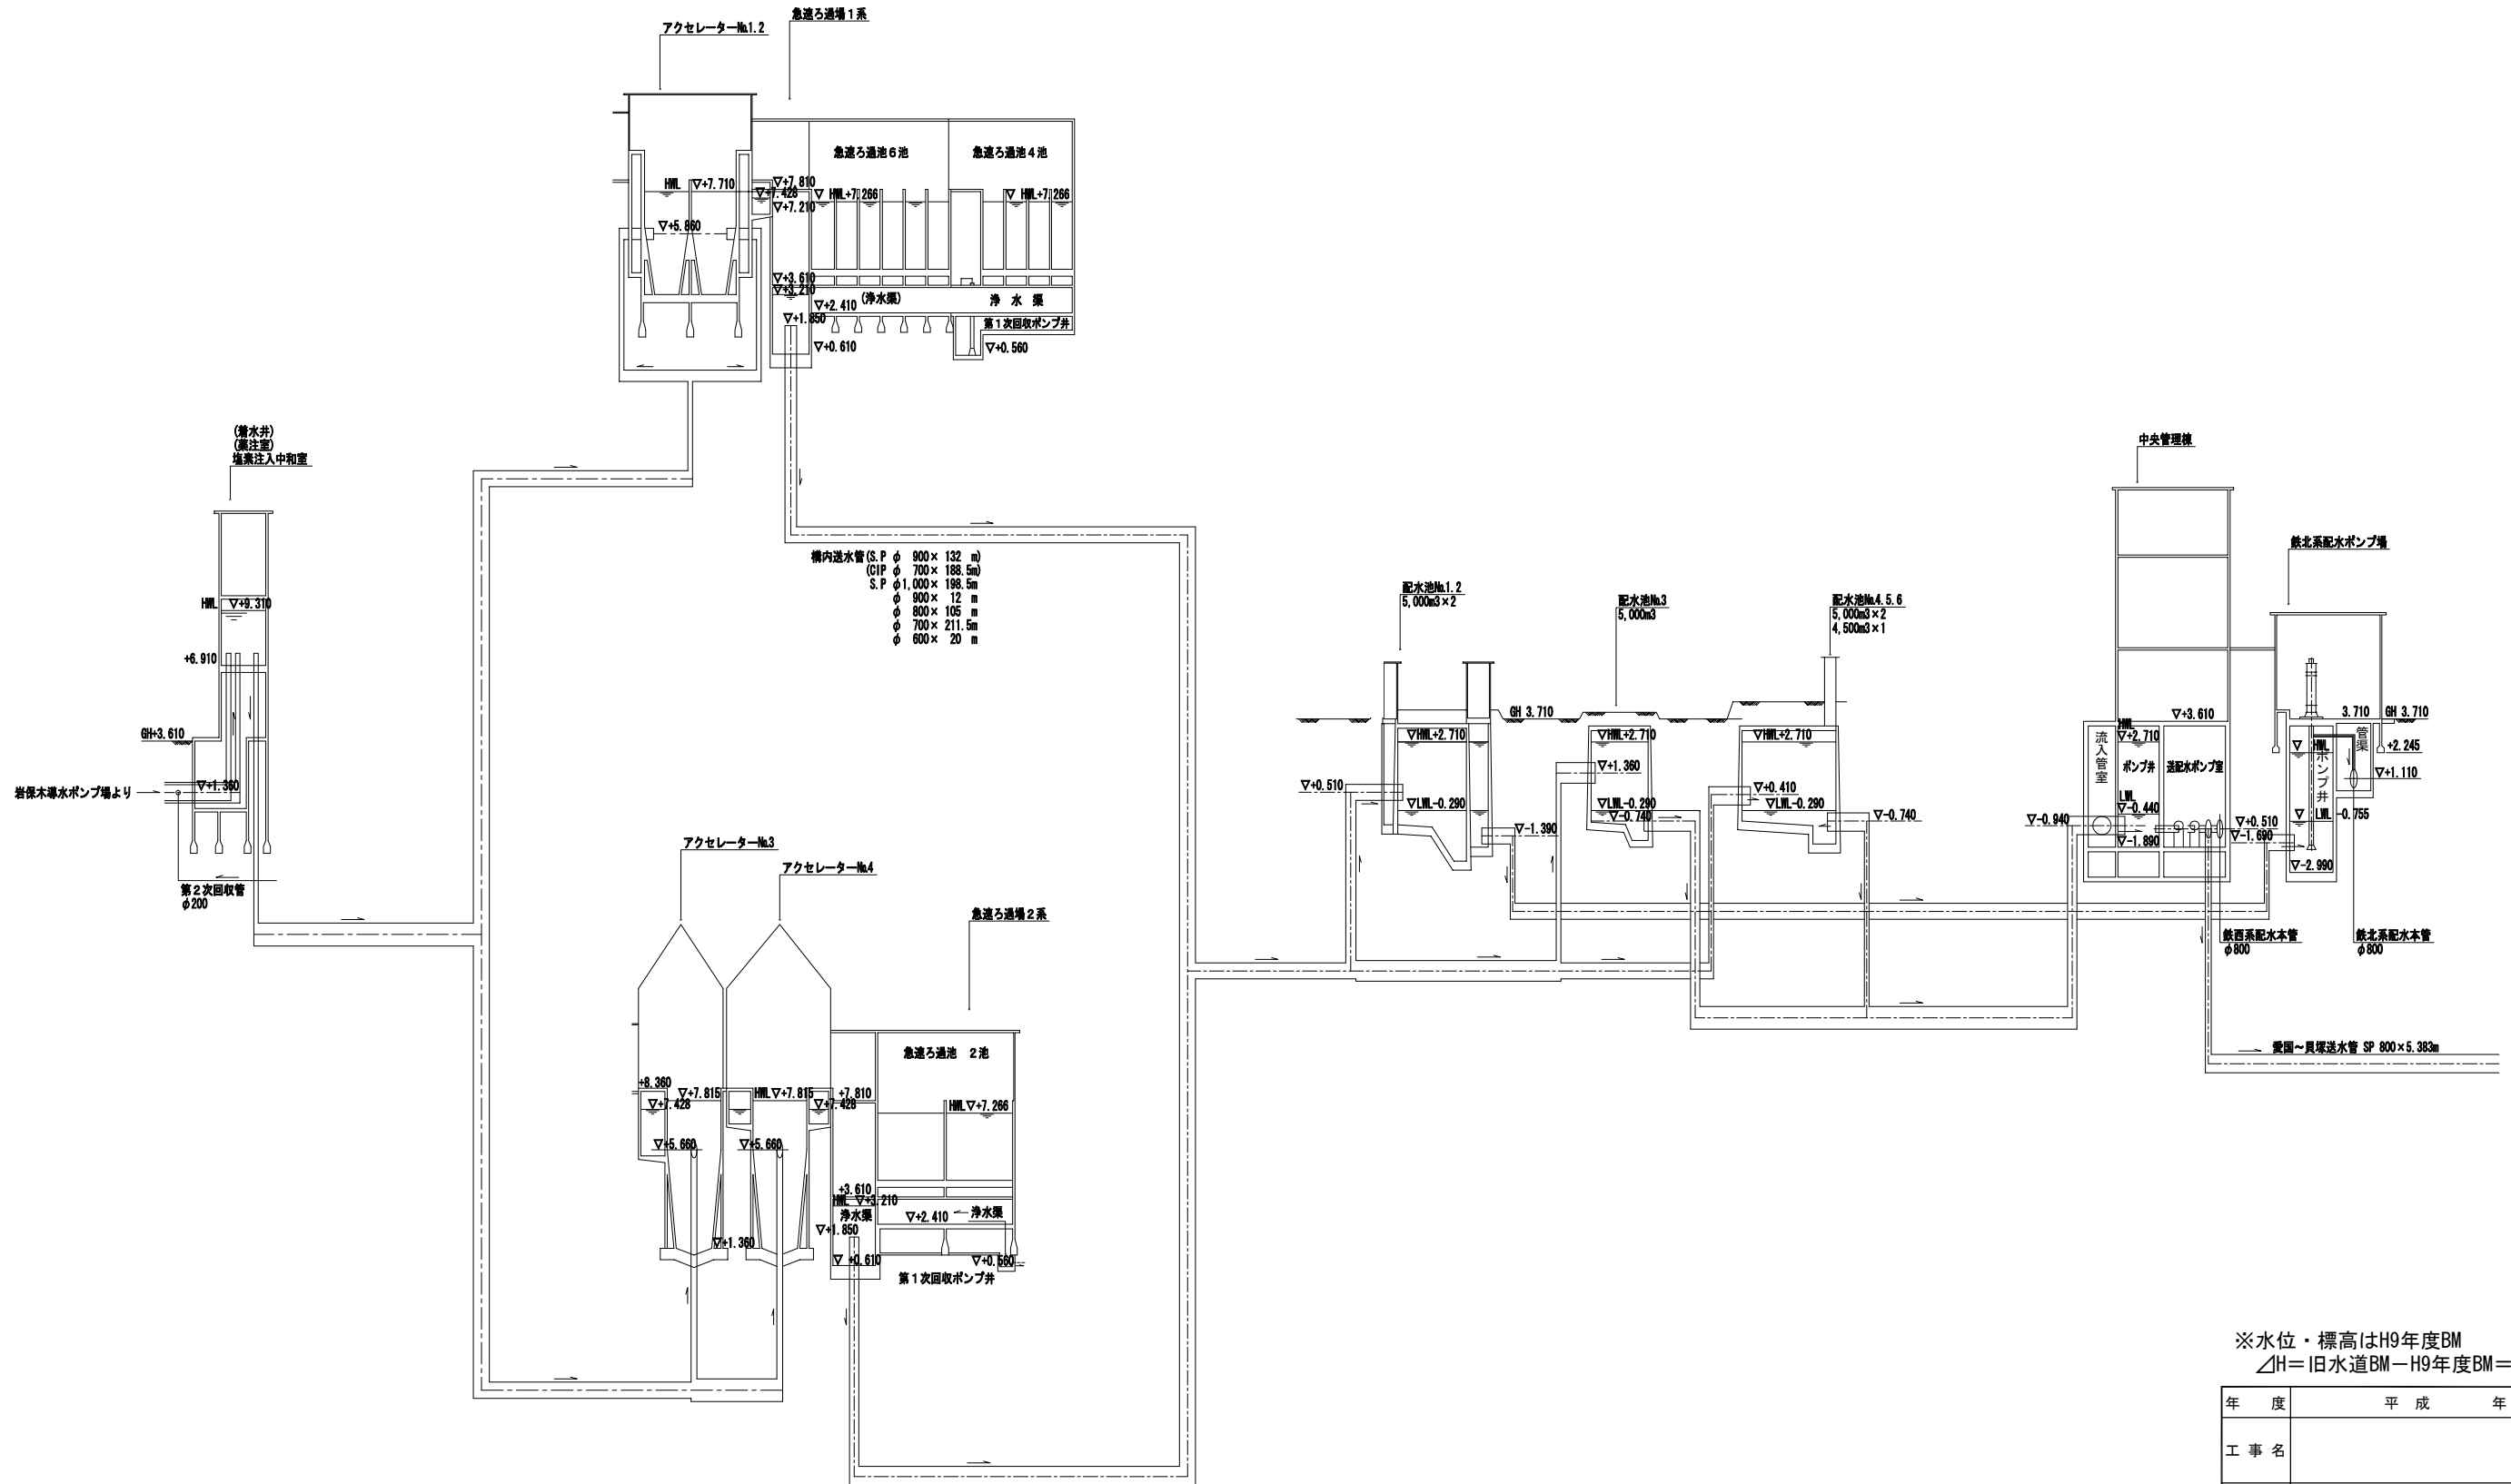 急速ろ過場１系
アクセレーター№1.2
急速ろ過池６池
急速ろ過池４池
HWL ▽+7.710
▽+7.810
▽+7.428
▽+7.210
▽ HWL+7.266
▽ HWL+7.266
▽+5.860
▽+3.610
▽+3.210
(浄水渠)
浄 水 渠
▽+2.410
▽+1.850
第１次回収ポンプ井
▽+0.610
▽+0.560
(着水井)
(薬注室)
塩素注入中和室
HWL ▽+9.310
+6.910
GH+3.610
▽+1.360
岩保木導水ポンプ場より
第２次回収管
φ200
構内送水管(S.P φ 900× 132 m)
(CIP φ 700× 188.5m)
S.P φ1,000× 198.5m
φ 900× 12 m
φ 800× 105 m
φ 700× 211.5m
φ 600× 20 m
配水池№1.2
5,000m3×2
配水池№3
5,000m3
配水池№4.5.6
5,000m3×2
4,500m3×1
GH 3.710
▽HWL+2.710
▽HWL+2.710
▽HWL+2.710
▽+0.510
▽+1.360
▽+0.410
▽LWL-0.290
▽LWL-0.290
▽LWL-0.290
▽-0.740
▽-0.740
▽-1.390
中央管理棟
鉄北系配水ポンプ場
▽+3.610
3.710
GH 3.710
HWL
▽+2.710
流入管室
ポンプ井
送配水ポンプ室
LWL
▽-0.440
▽-0.940
▽-1.890
▽+0.510
▽-1.690
▽ HWL
ポンプ井
管渠
+2.245
▽+1.110
▽ LWL -0.755
▽-2.990
鉄西系配水本管
φ800
鉄北系配水本管
φ800
愛国～貝塚送水管 SP 800×5.383m
アクセレーター№3
アクセレーター№4
急速ろ過場２系
急速ろ過池 ２池
+8.360
▽+7.815
HWL▽+7.815
+7.810
▽+7.428
▽+7.428
HWL▽+7.266
▽+5.660
▽+5.660
+3.610
HWL ▽+3.210
浄水渠
▽+2.410
浄水渠
▽+1.850
▽+1.360
▽ +0.610
▽+0.560
第１次回収ポンプ井
※水位・標高はH9年度BM
⊿H＝旧水道BM－H9年度BM＝
年 度
平 成 年
工 事 名